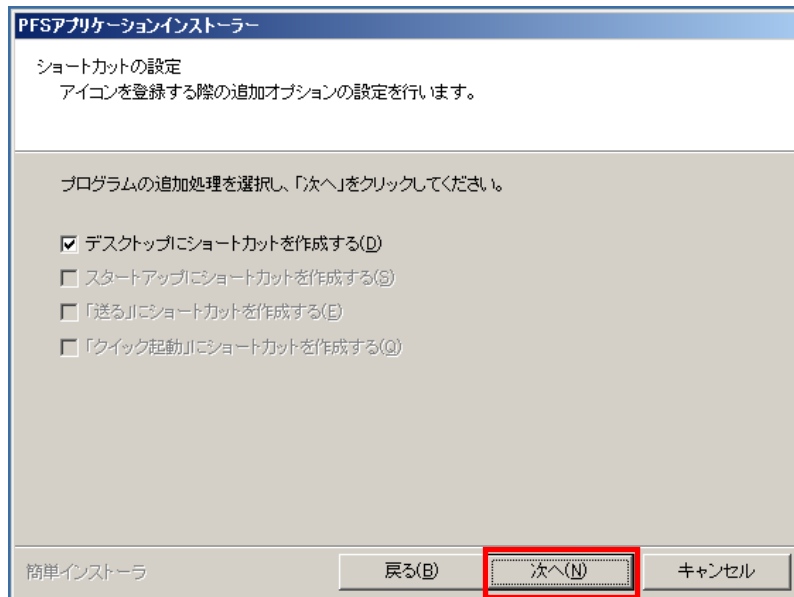 PFSアプリケーションインストーラー
ショートカットの設定
アイコンを登録する際の追加オプションの設定を行います。
プログラムの追加処理を選択し、「次へ」をクリックしてください。
デスクトップにショートカットを作成する(D)
スタートアップにショートカットを作成する(S)
「送る」にショートカットを作成する(E)
「クイック起動」にショートカットを作成する(Q)
簡単インストーラ 戻る(B) 次へ(N) キャンセル